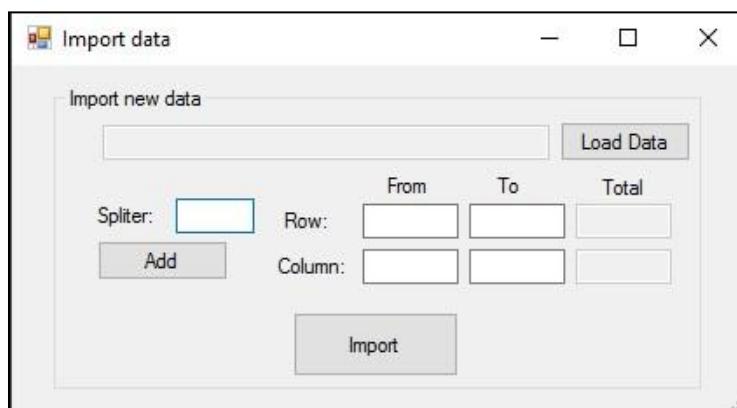 Import data
Import new data
Load Data
From To Total
Spliter: Row:
Add Column:
Import